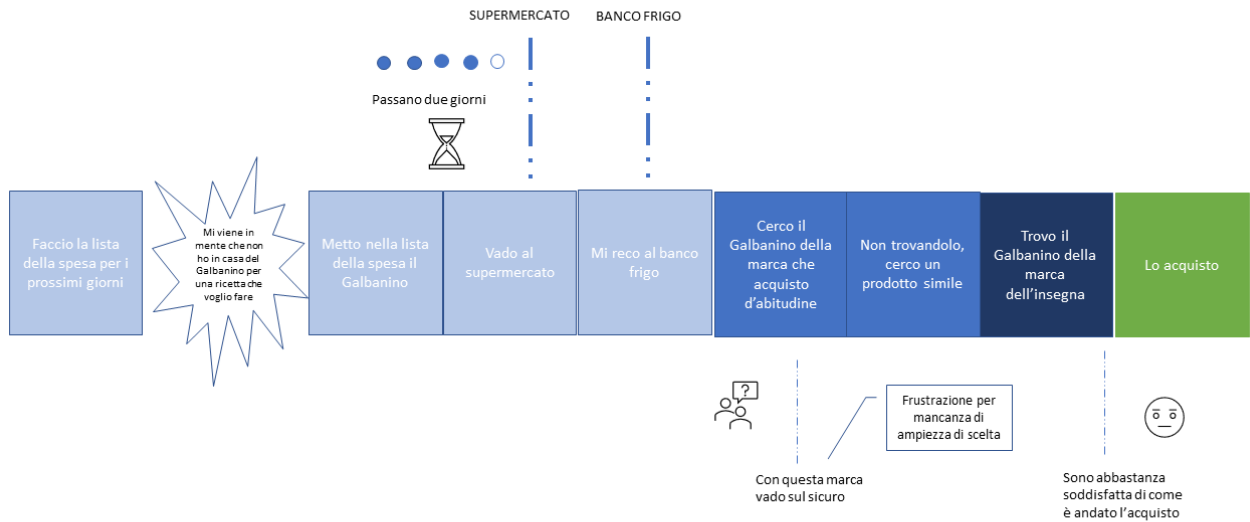 SUPERMERCATO
BANCO FRIGO
Passano due giorni
Faccio la lista
della spesa per i
prossimi giorni
Mi viene in
mente che non
ho in casa del
Galbanino per
una ricetta che
voglio fare
Metto nella lista
della spesa il
Galbanino
Vado al
supermercato
Mi reco al banco
frigo
Cerco il
Galbanino della
marca che
acquisto
d’abitudine
Non trovandolo,
cerco un
prodotto simile
Trovo il
Galbanino della
marca
dell’insegna
Lo acquisto
?
Frustrazione per
mancanza di
ampiezza di scelta
Con questa marca
vado sul sicuro
Sono abbastanza
soddisfatta di come
è andato l’acquisto